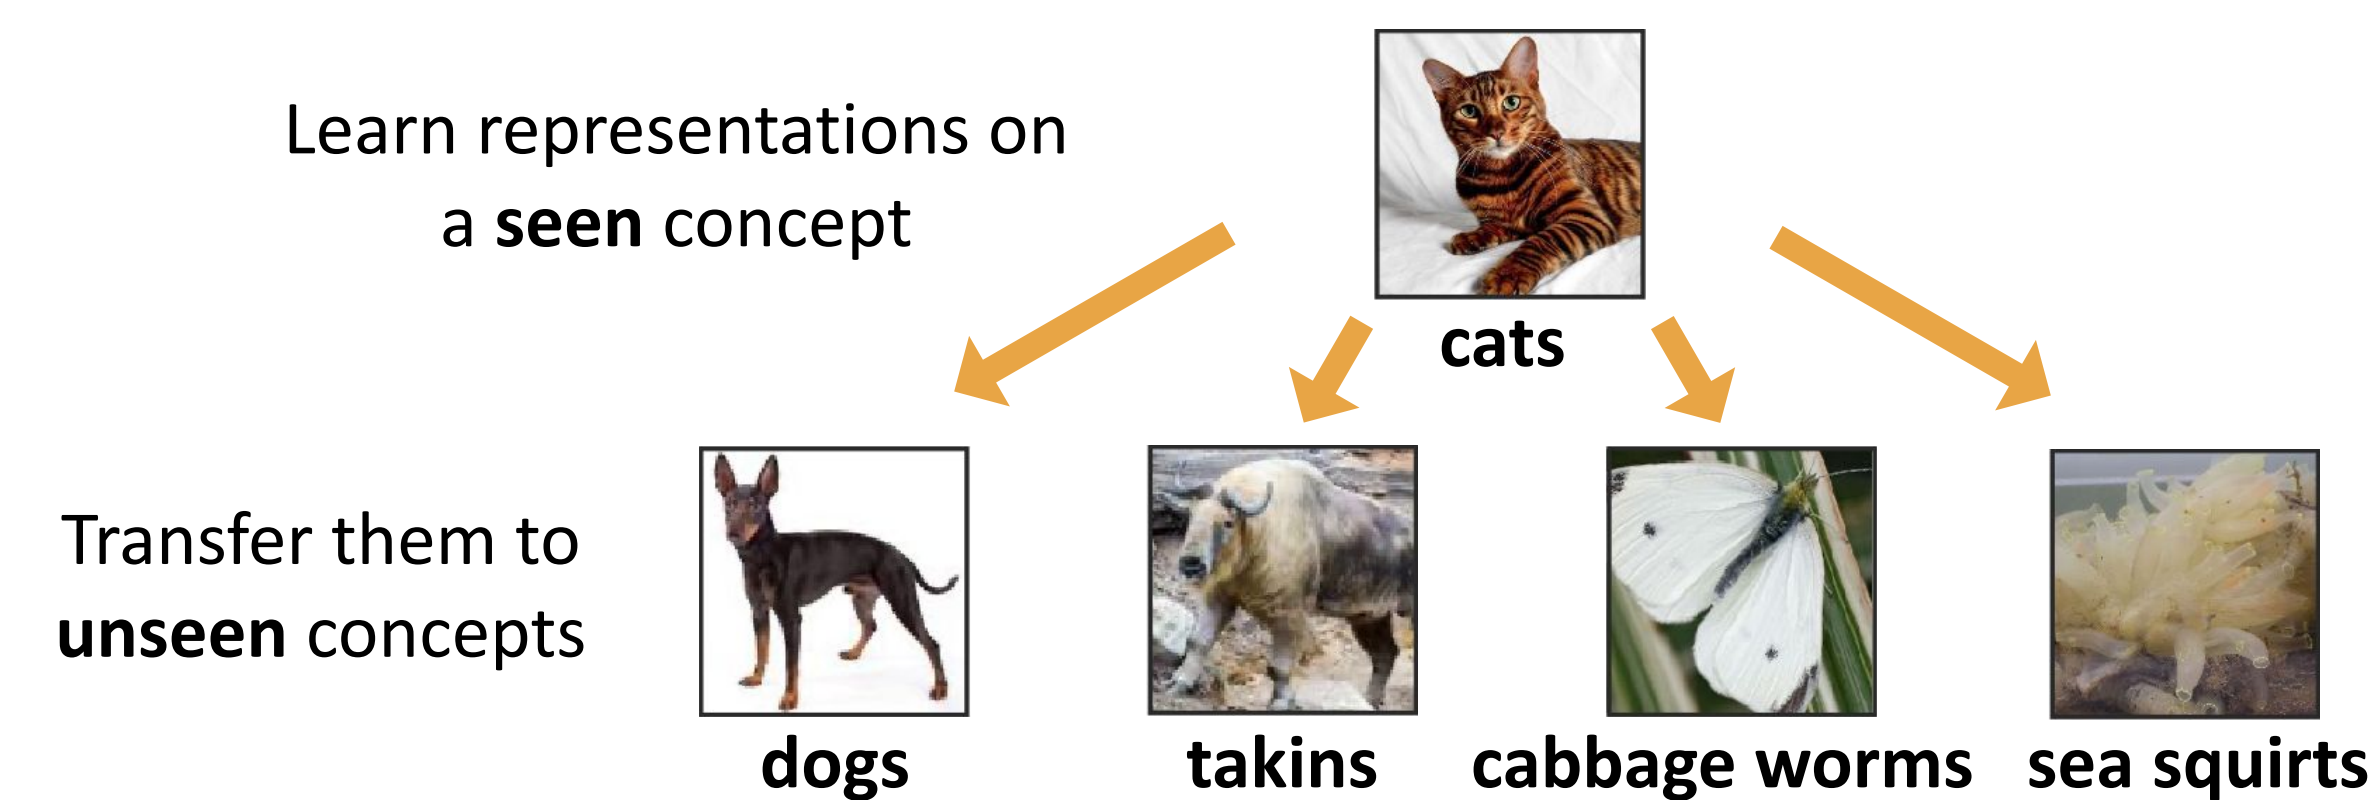 Learn representations on
a seen concept
cats
Transfer them to
unseen concepts
dogs
takins
cabbage worms
sea squirts